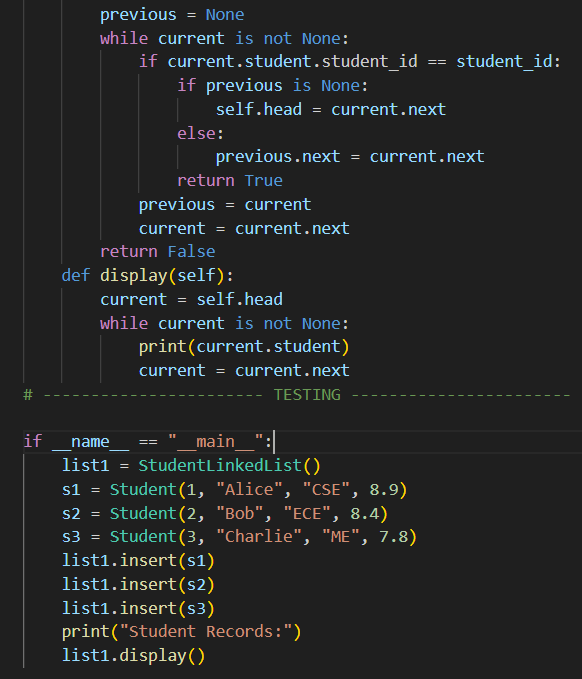 previous = None
while current is not None:
if current.student.student_id == student_id:
if previous is None:
self.head = current.next
else:
previous.next = current.next
return True
previous = current
current = current.next
return False
def display(self):
current = self.head
while current is not None:
print(current.student)
current = current.next
# ----------------------- TESTING -----------------------
if __name__ == "__main__":
list1 = StudentLinkedList()
s1 = Student(1, "Alice", "CSE", 8.9)
s2 = Student(2, "Bob", "ECE", 8.4)
s3 = Student(3, "Charlie", "ME", 7.8)
list1.insert(s1)
list1.insert(s2)
list1.insert(s3)
print("Student Records:")
list1.display()